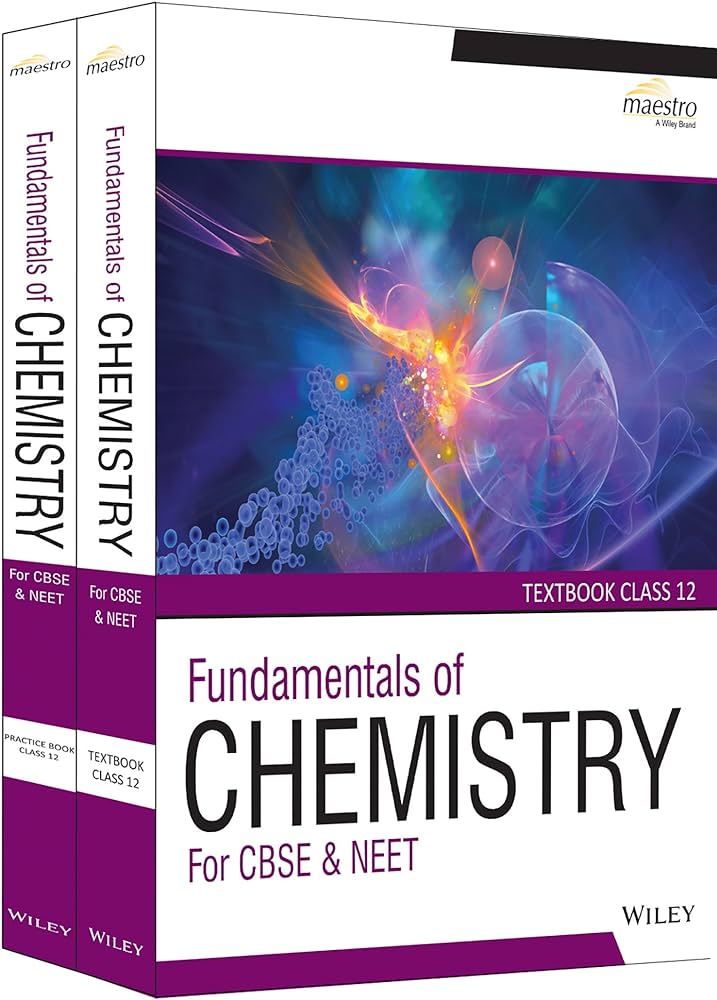 maestro
Fundamentals of
CHEMISTRY
For CBSE
& NEET
PRACTICE BOOK
CLASS 12
WILEY
maestro
Fundamentals of
CHEMISTRY
For CBSE
& NEET
TEXTBOOK
CLASS 12
WILEY
maestro
A Wiley Brand
TEXTBOOK CLASS 12
Fundamentals of
CHEMISTRY
For CBSE & NEET
WILEY